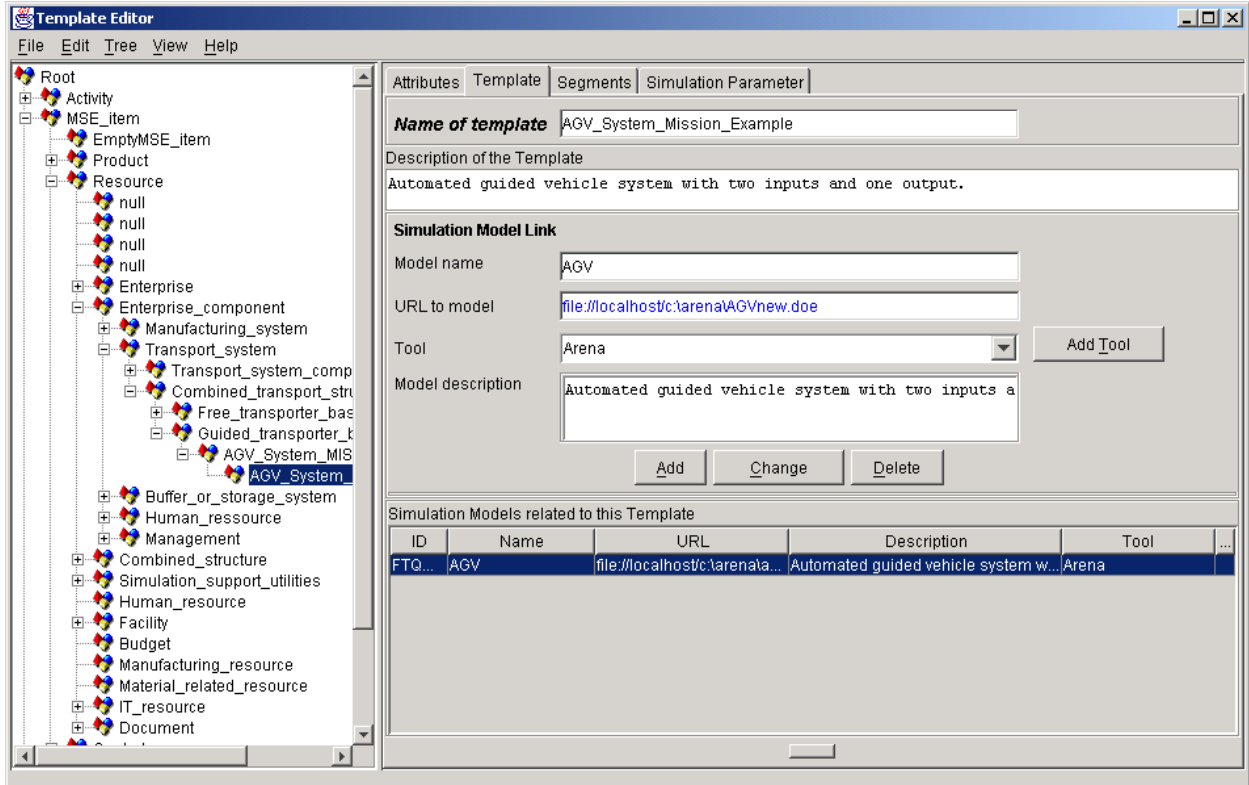 Template Editor
File Edit Tree View Help
Root
Activity
MSE_item
EmptyMSE_item
Product
Resource
null
null
null
null
Enterprise
Enterprise_component
Manufacturing_system
Transport_system
Transport_system_comp
Combined_transport_stru
Free_transporter_bas
Guided_transporter_b
AGV_System_MIS
AGV_System_
Buffer_or_storage_system
Human_ressource
Management
Combined_structure
Simulation_support_utilities
Human_resource
Facility
Budget
Manufacturing_resource
Material_related_resource
IT_resource
Document
Attributes Template Segments Simulation Parameter
Name of template AGV_System_Mission_Example
Description of the Template
Automated guided vehicle system with two inputs and one output.
Simulation Model Link
Model name AGV
URL to model file://localhost/c:\arena\AGVnew.doe
Tool Arena Add Tool
Model description Automated guided vehicle system with two inputs a
Add Change Delete
Simulation Models related to this Template
ID Name URL Description Tool ...
FTQ... AGV file://localhost/c:\arena\a... Automated guided vehicle system w... Arena